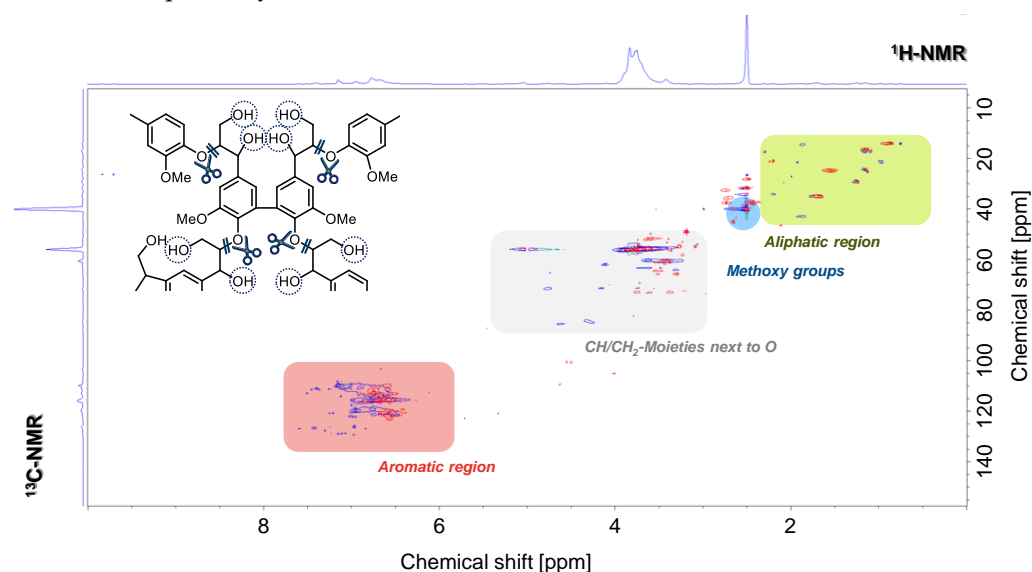 ¹H-NMR
OH
HO
OH
HO
OH
O
O
OMe
OMe
MeO
OMe
O
O
OH
HO
OH
OH
HO
10
20
40
60
80
100
120
140
Chemical shift [ppm]
Aliphatic region
Methoxy groups
CH/CH₂-Moieties next to O
Aromatic region
¹³C-NMR
8
6
4
2
Chemical shift [ppm]